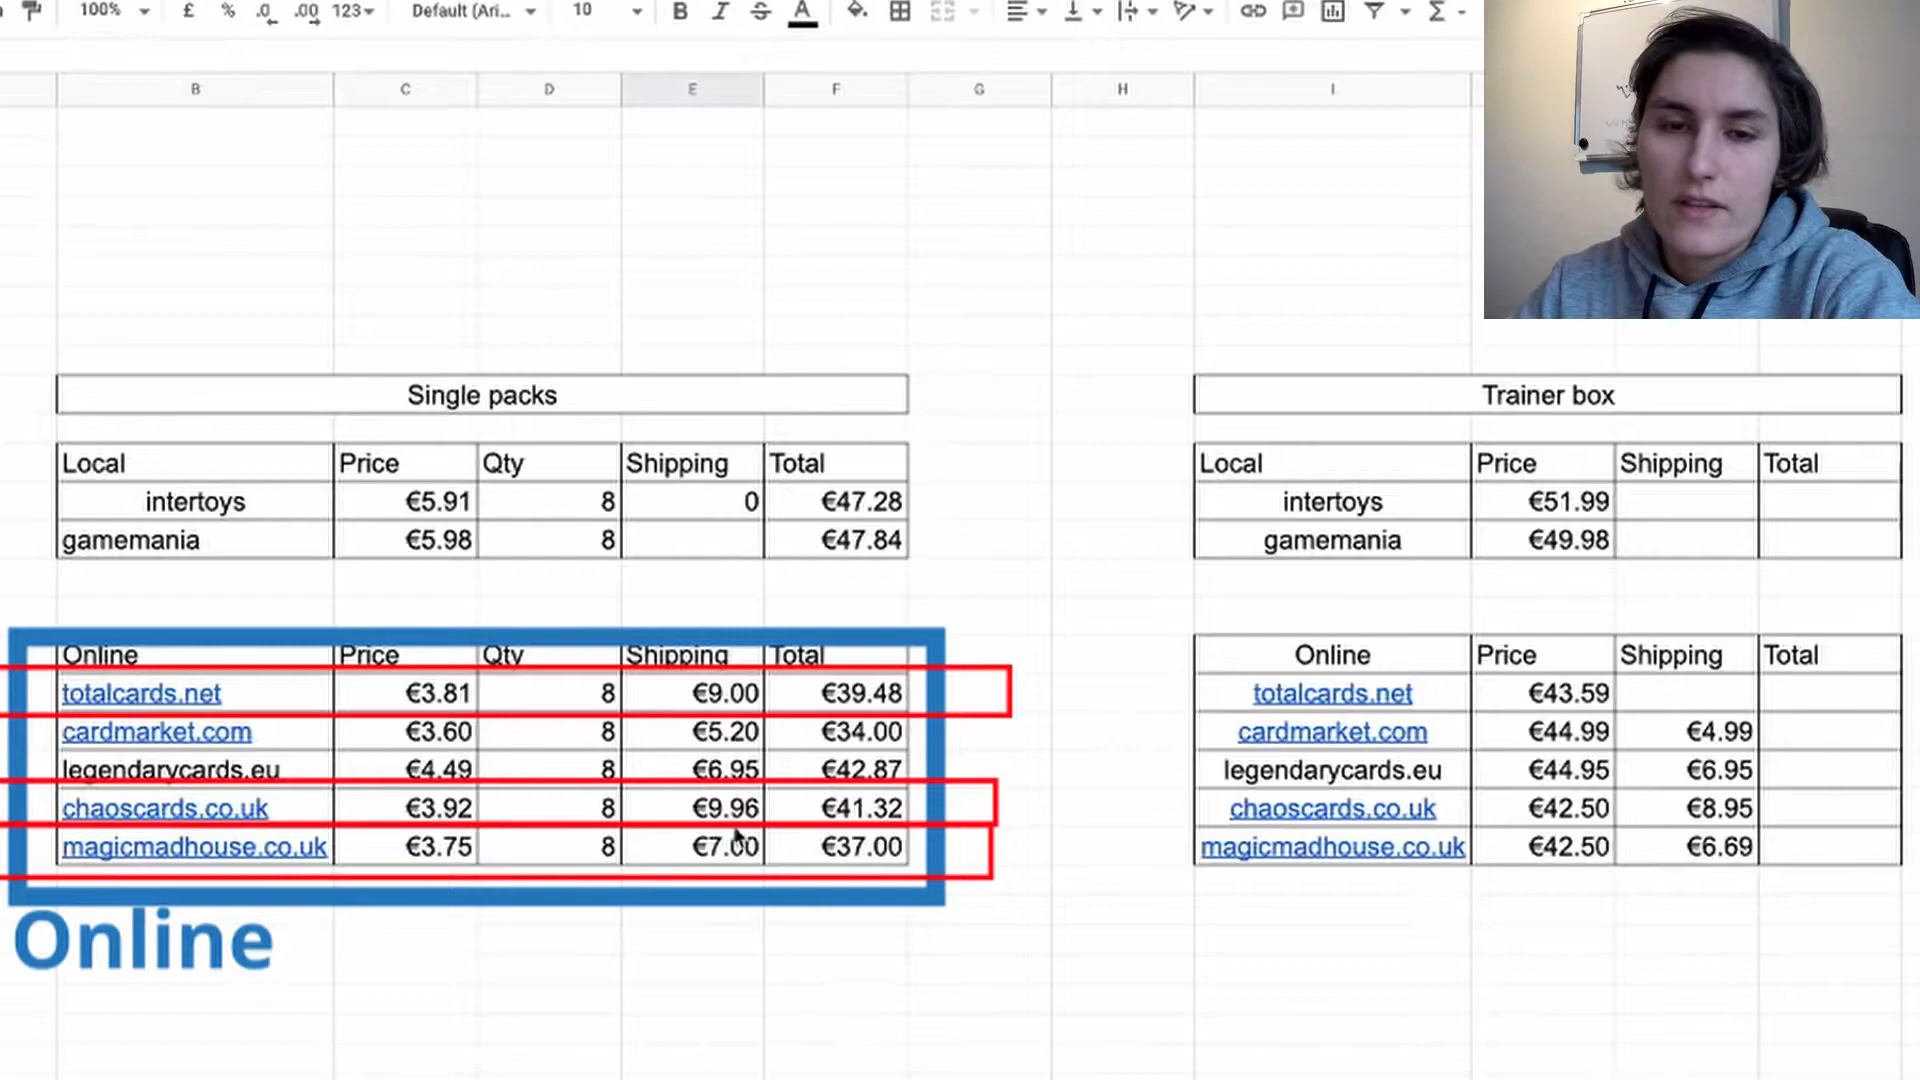 100% £ % .0 .00 123 Default (Ari... 10 B I S A Σ
B C D E F G H I
Single packs Trainer box
Local Price Qty Shipping Total Local Price Shipping Total
intertoys €5.91 8 0 €47.28 intertoys €51.99
gamemania €5.98 8 €47.84 gamemania €49.98
Online Price Qty Shipping Total Online Price Shipping Total
totalcards.net €3.81 8 €9.00 €39.48 totalcards.net €43.59
cardmarket.com €3.60 8 €5.20 €34.00 cardmarket.com €44.99 €4.99
legendarycards.eu €4.49 8 €6.95 €42.87 legendarycards.eu €44.95 €6.95
chaoscards.co.uk €3.92 8 €9.96 €41.32 chaoscards.co.uk €42.50 €8.95
magicmadhouse.co.uk €3.75 8 €7.00 €37.00 magicmadhouse.co.uk €42.50 €6.69
Online